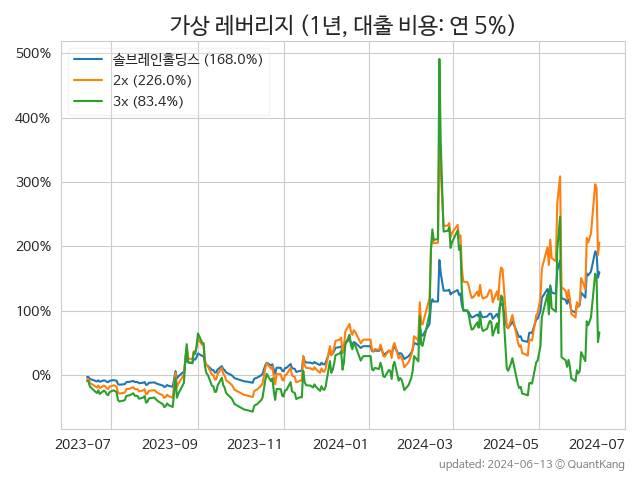 가상 레버리지 (1년, 대출 비용: 연 5%)
500%
400%
300%
200%
100%
0%
솔브레인홀딩스 (168.0%)
2x (226.0%)
3x (83.4%)
2023-07
2023-09
2023-11
2024-01
2024-03
2024-05
2024-07
updated: 2024-06-13 © QuantKang